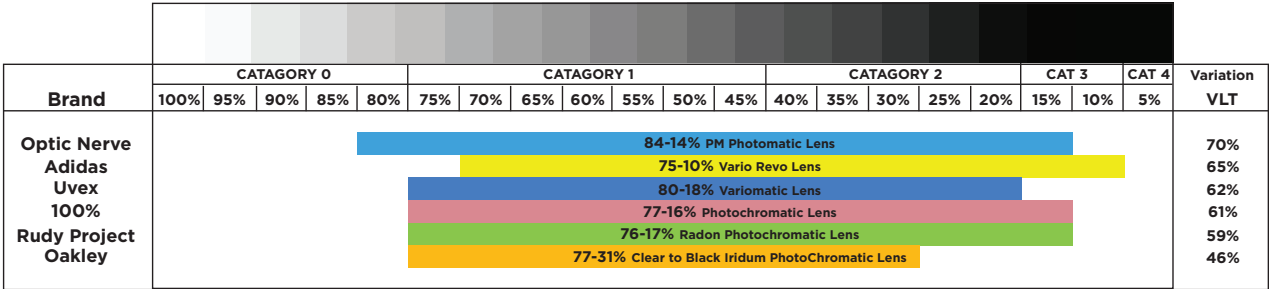 CATAGORY 0 CATAGORY 1 CATAGORY 2 CAT 3 CAT 4 Variation
Brand 100% 95% 90% 85% 80% 75% 70% 65% 60% 55% 50% 45% 40% 35% 30% 25% 20% 15% 10% 5% VLT
Optic Nerve 84-14% PM Photomatic Lens 70%
Adidas 75-10% Vario Revo Lens 65%
Uvex 80-18% Variomatic Lens 62%
100% 77-16% Photochromatic Lens 61%
Rudy Project 76-17% Radon Photochromatic Lens 59%
Oakley 77-31% Clear to Black Iridum PhotoChromatic Lens 46%